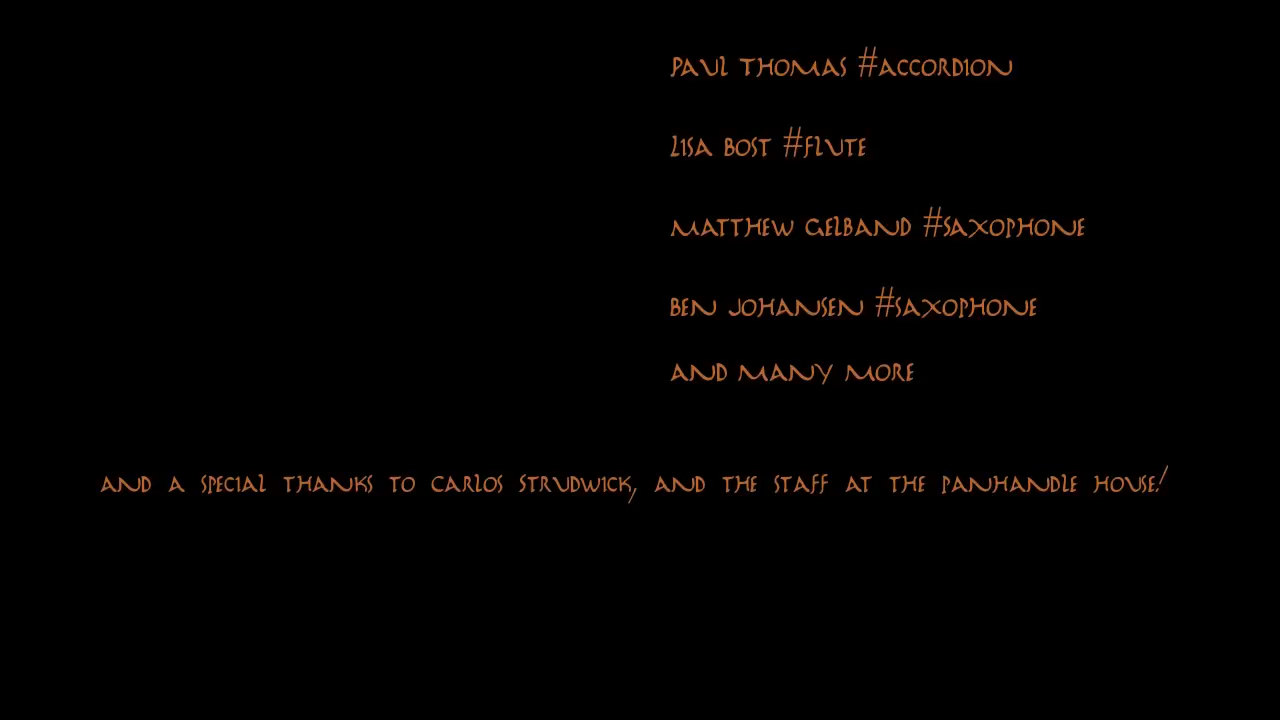 PAUL THOMAS #ACCORDION
LISA BOST #FLUTE
MATTHEW GELBAND #SAXOPHONE
BEN JOHANSEN #SAXOPHONE
AND MANY MORE
AND A SPECIAL THANKS TO CARLOS STRUDWICK, AND THE STAFF AT THE PANHANDLE HOUSE!